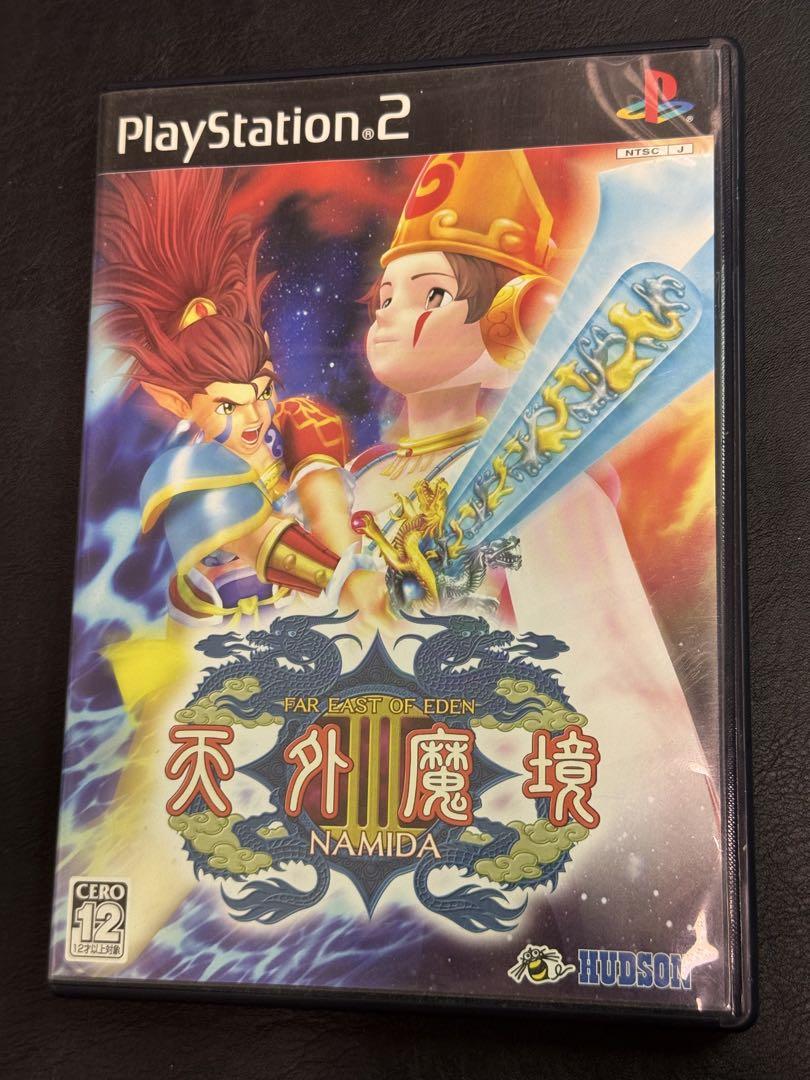 PlayStation®2
NTSC J
FAR EAST OF EDEN
天外魔境
III
NAMIDA
CERO
12
12才以上対象
HUDSON